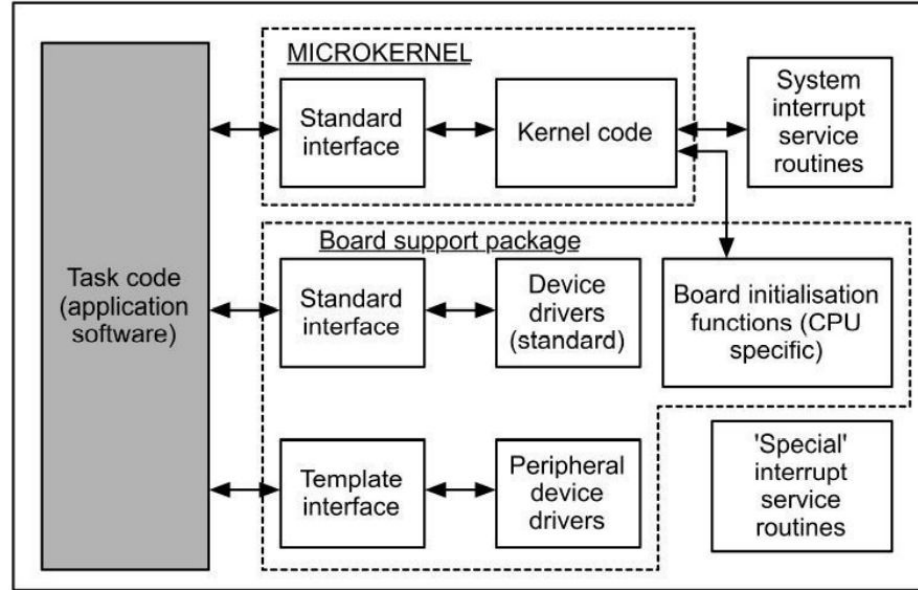 MICROKERNEL
Standard
interface
Kernel code
System
interrupt
service
routines
Task code
(application
software)
Board support package
Standard
interface
Device
drivers
(standard)
Board initialisation
functions (CPU
specific)
Template
interface
Peripheral
device
drivers
'Special'
interrupt
service
routines